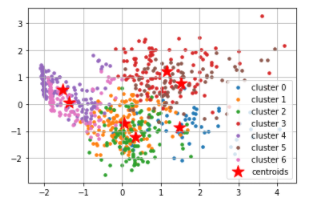 3
2
1
0
−1
−2
−2
−1
0
1
2
3
4
cluster 0
cluster 1
cluster 2
cluster 3
cluster 4
cluster 5
cluster 6
centroids